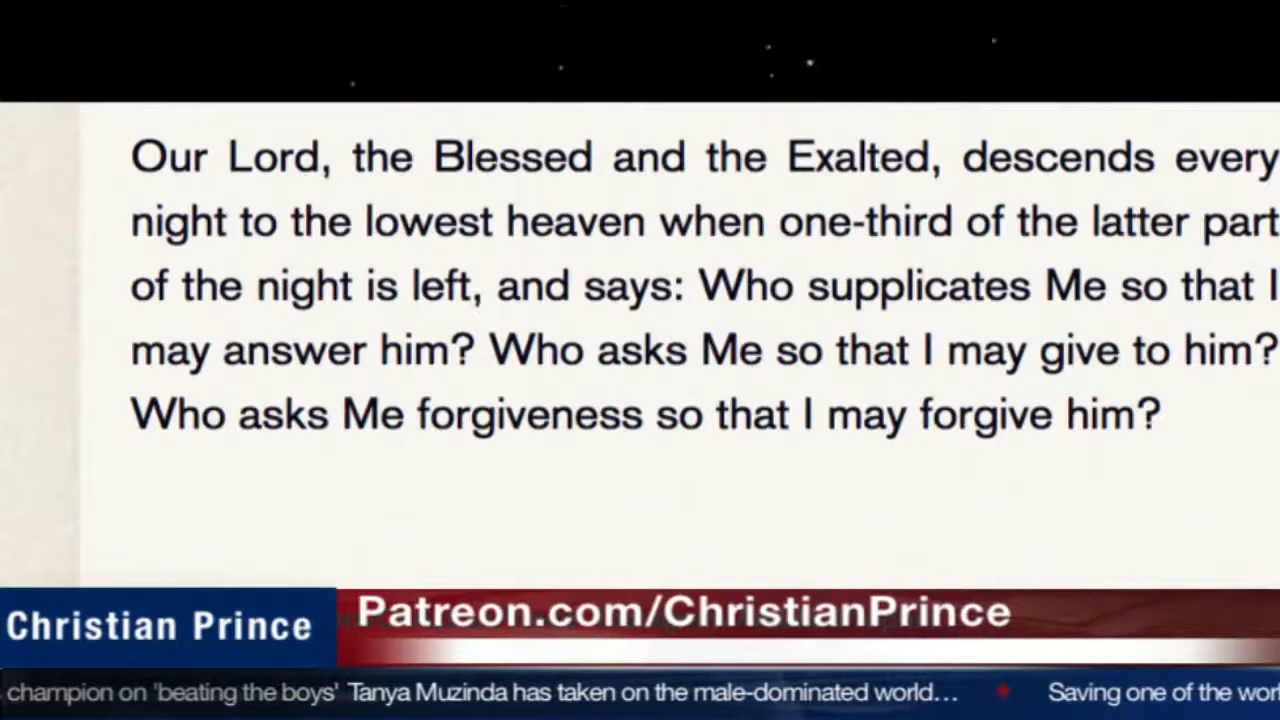 Our Lord, the Blessed and the Exalted, descends every
night to the lowest heaven when one-third of the latter part
of the night is left, and says: Who supplicates Me so that I
may answer him? Who asks Me so that I may give to him?
Who asks Me forgiveness so that I may forgive him?
Christian Prince
Patreon.com/ChristianPrince
champion on 'beating the boys' Tanya Muzinda has taken on the male-dominated world… Saving one of the